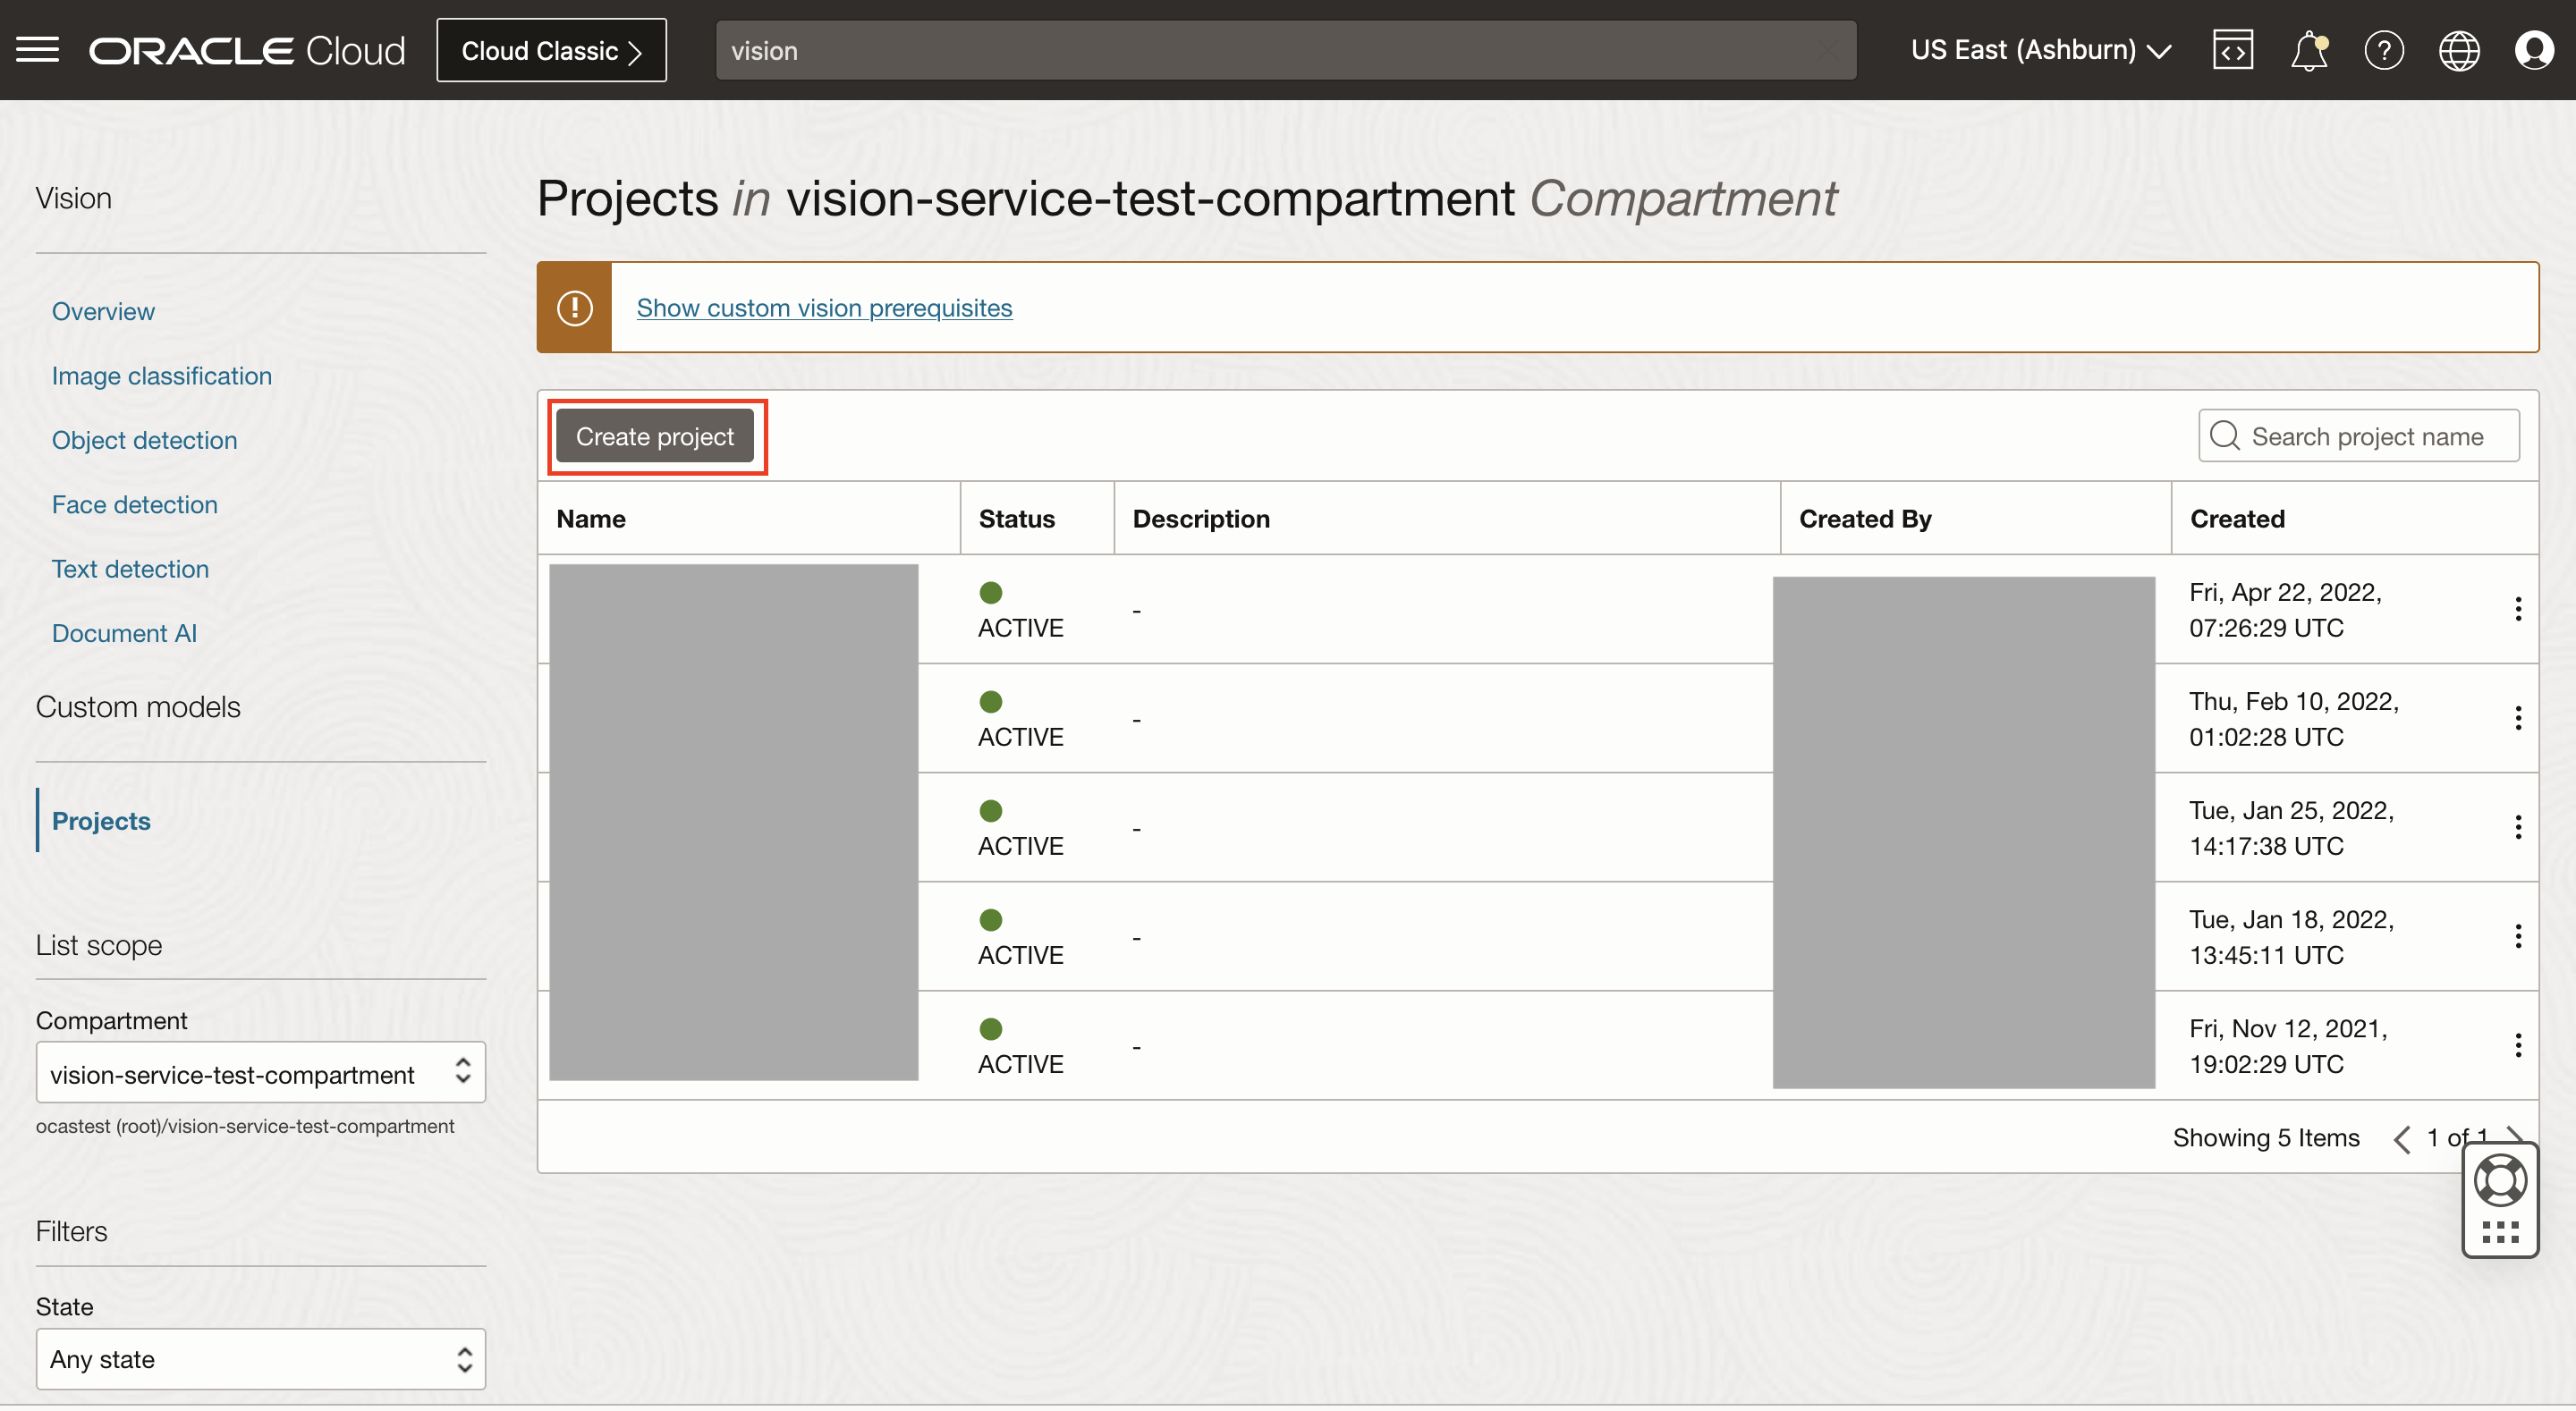 ORACLE Cloud
Cloud Classic
vision
US East (Ashburn)
Vision
Overview
Image classification
Object detection
Face detection
Text detection
Document AI
Custom models
Projects
List scope
Compartment
vision-service-test-compartment
ocastest (root)/vision-service-test-compartment
Filters
State
Any state
Projects in vision-service-test-compartment Compartment
Show custom vision prerequisites
Create project
Search project name
Name Status Description Created By Created
ACTIVE - Fri, Apr 22, 2022,
07:26:29 UTC
ACTIVE - Thu, Feb 10, 2022,
01:02:28 UTC
ACTIVE - Tue, Jan 25, 2022,
14:17:38 UTC
ACTIVE - Tue, Jan 18, 2022,
13:45:11 UTC
ACTIVE - Fri, Nov 12, 2021,
19:02:29 UTC
Showing 5 Items 1 of 1